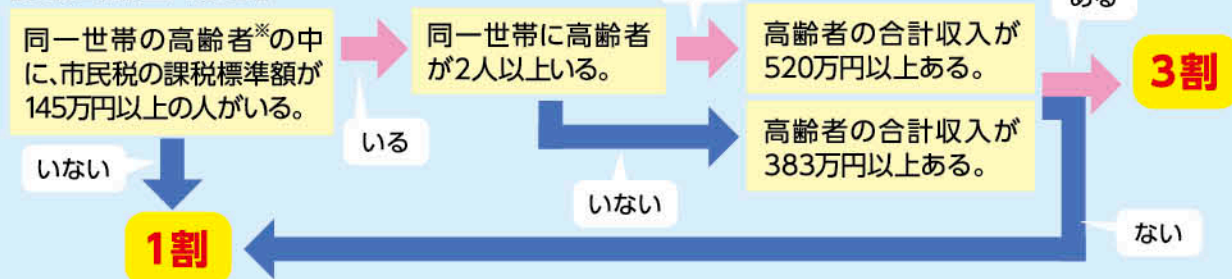 同一世帯の高齢者※の中
に、市民税の課税標準額が
145万円以上の人がいる。
いる
いない
同一世帯に高齢者
が2人以上いる。
いない
高齢者の合計収入が
520万円以上ある。
高齢者の合計収入が
383万円以上ある。
ない
3割
1割